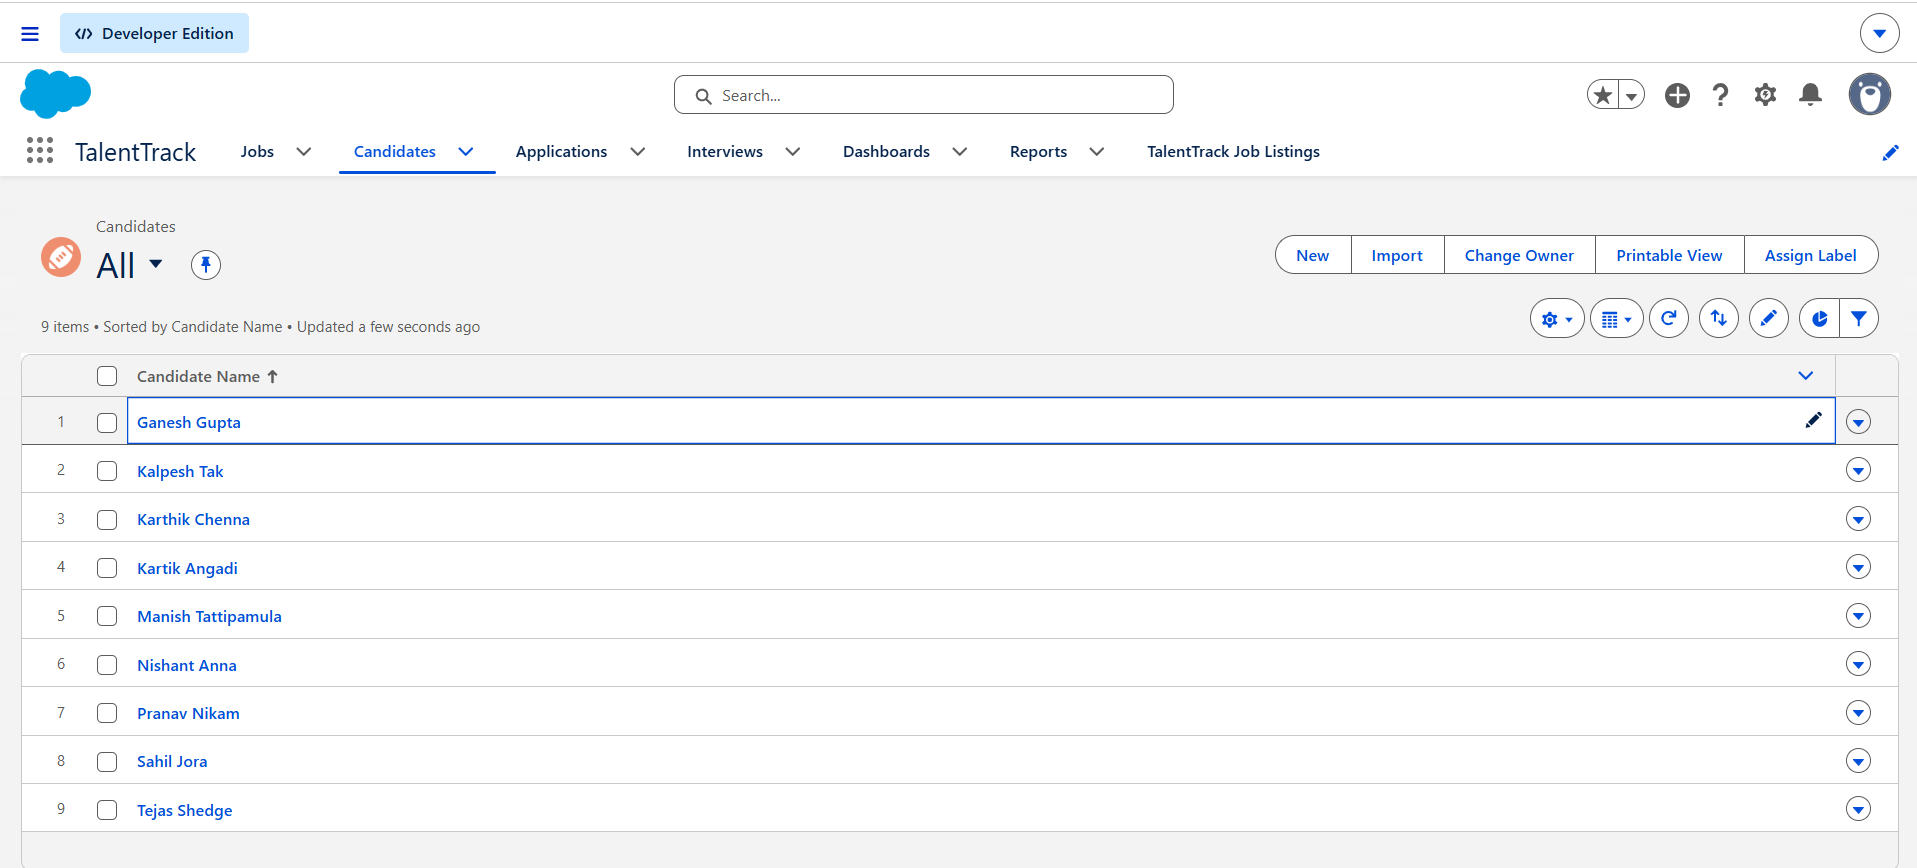 Developer Edition
Search...
TalentTrack Jobs Candidates Applications Interviews Dashboards Reports TalentTrack Job Listings
Candidates
All
New Import Change Owner Printable View Assign Label
9 items • Sorted by Candidate Name • Updated a few seconds ago
Candidate Name
1 Ganesh Gupta
2 Kalpesh Tak
3 Karthik Chenna
4 Kartik Angadi
5 Manish Tattipamula
6 Nishant Anna
7 Pranav Nikam
8 Sahil Jora
9 Tejas Shedge